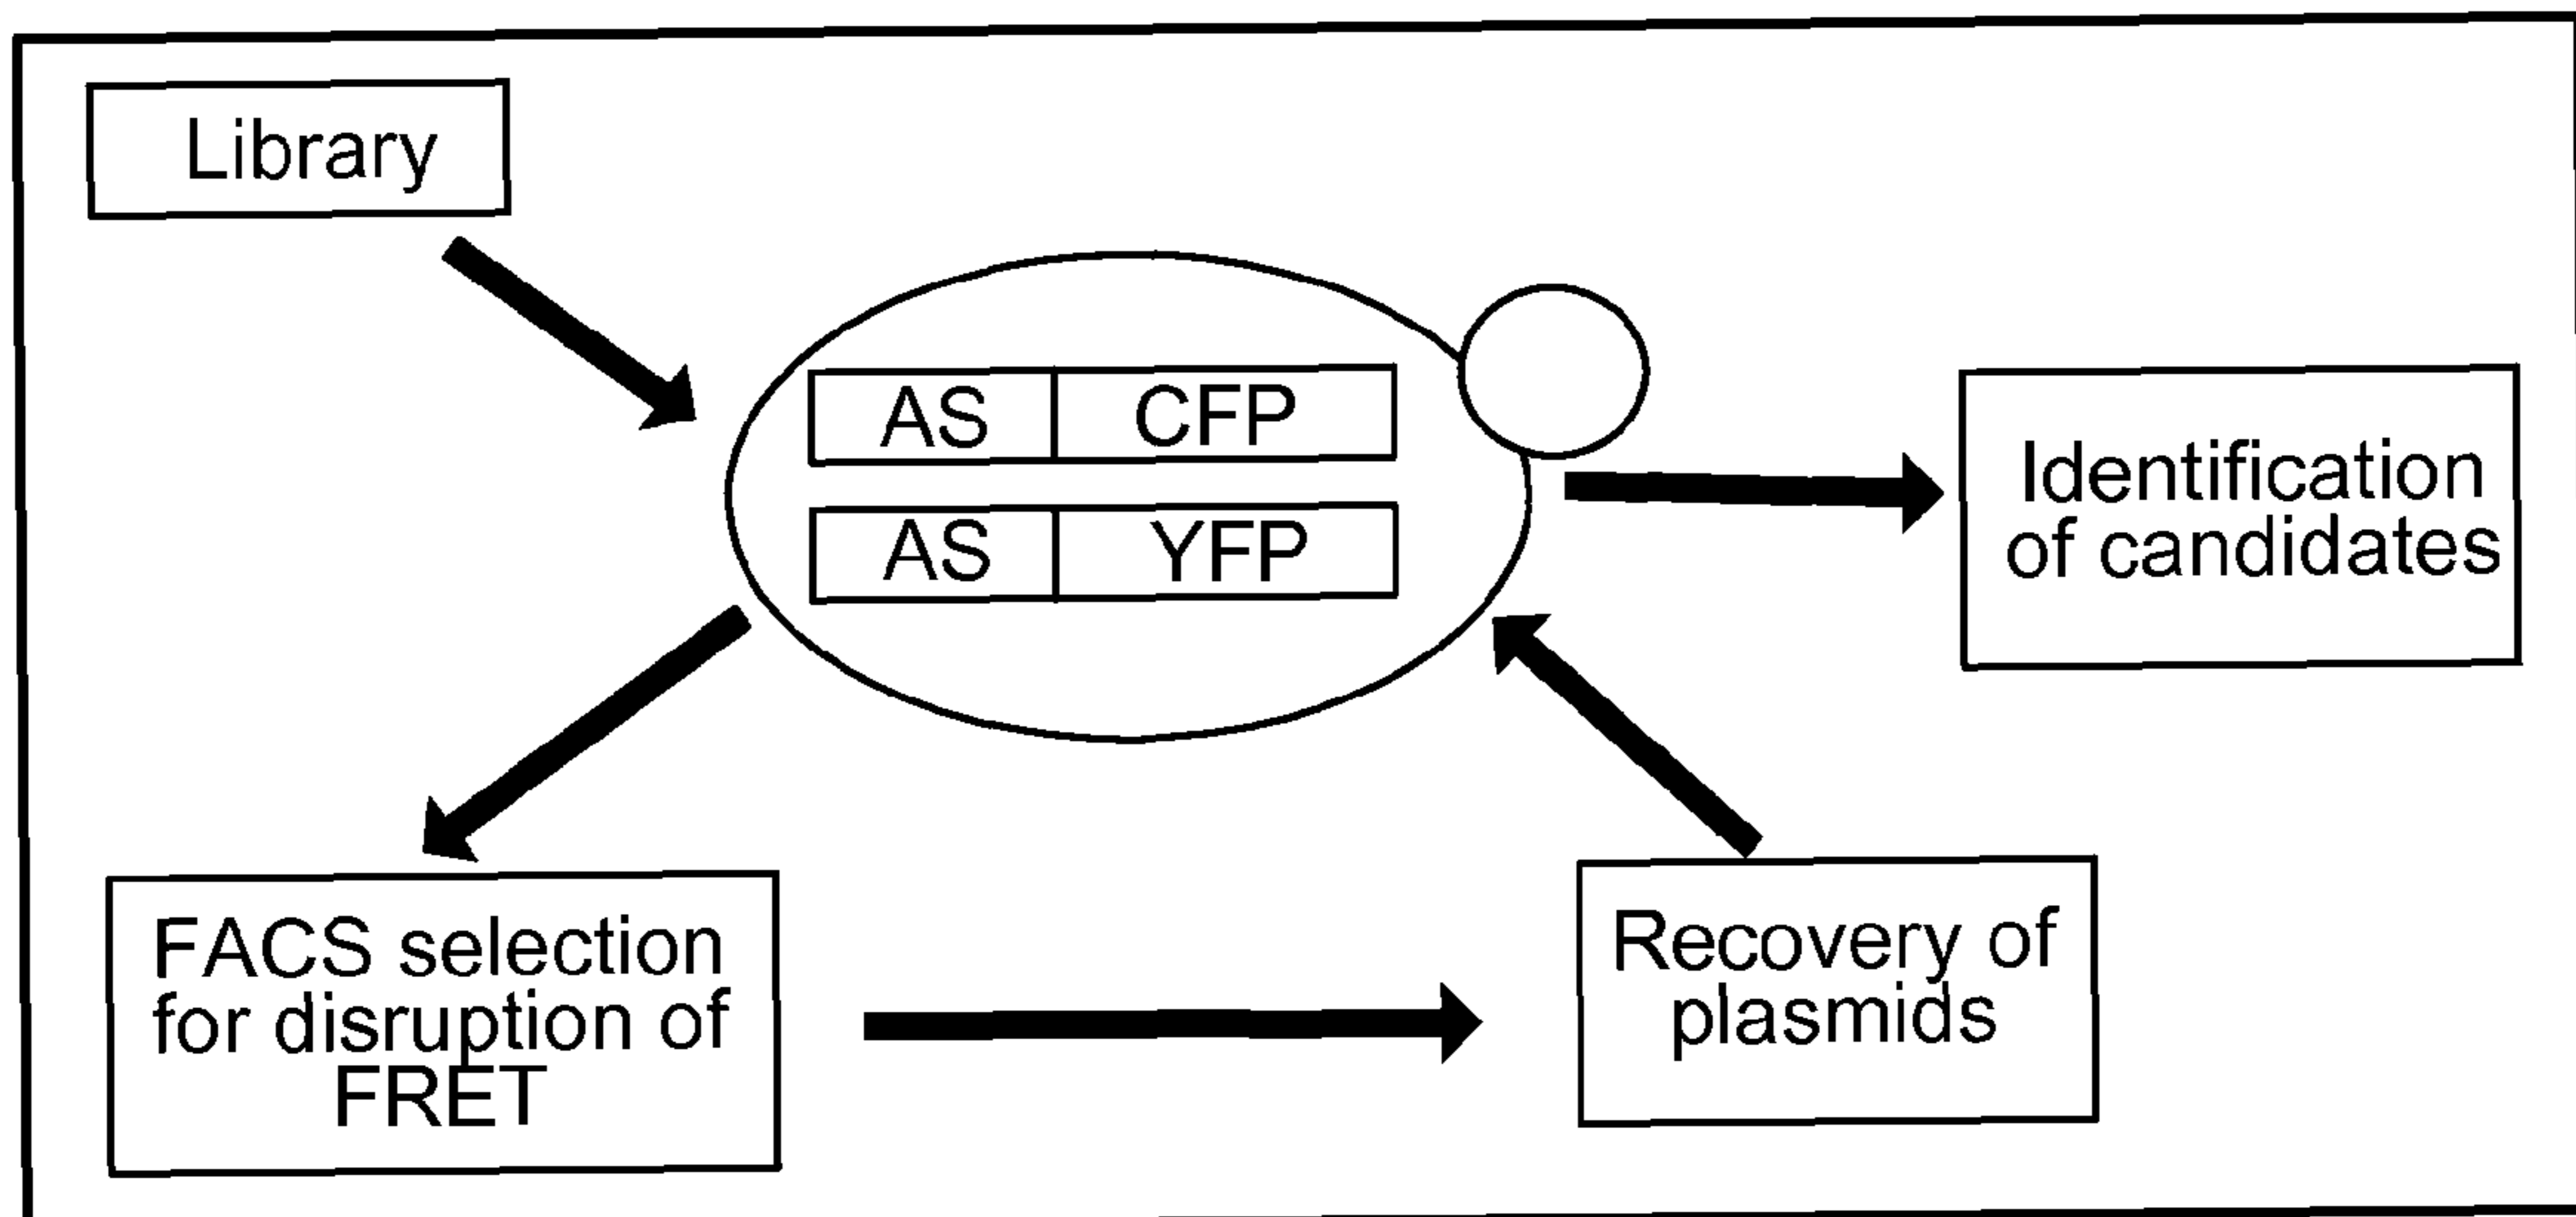 Library
AS CFP
AS YFP
Identification
of candidates
FACS selection
for disruption of
FRET
Recovery of
plasmids